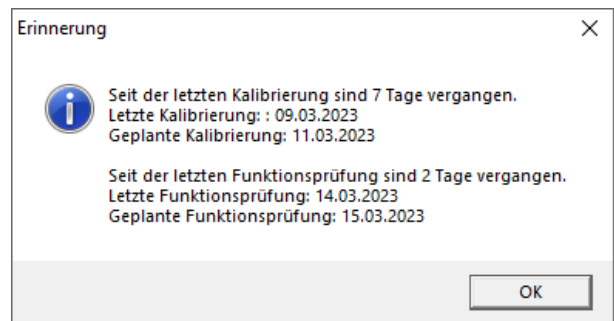 Erinnerung
Seit der letzten Kalibrierung sind 7 Tage vergangen.
Letzte Kalibrierung: : 09.03.2023
Geplante Kalibrierung: 11.03.2023
Seit der letzten Funktionsprüfung sind 2 Tage vergangen.
Letzte Funktionsprüfung: 14.03.2023
Geplante Funktionsprüfung: 15.03.2023
OK